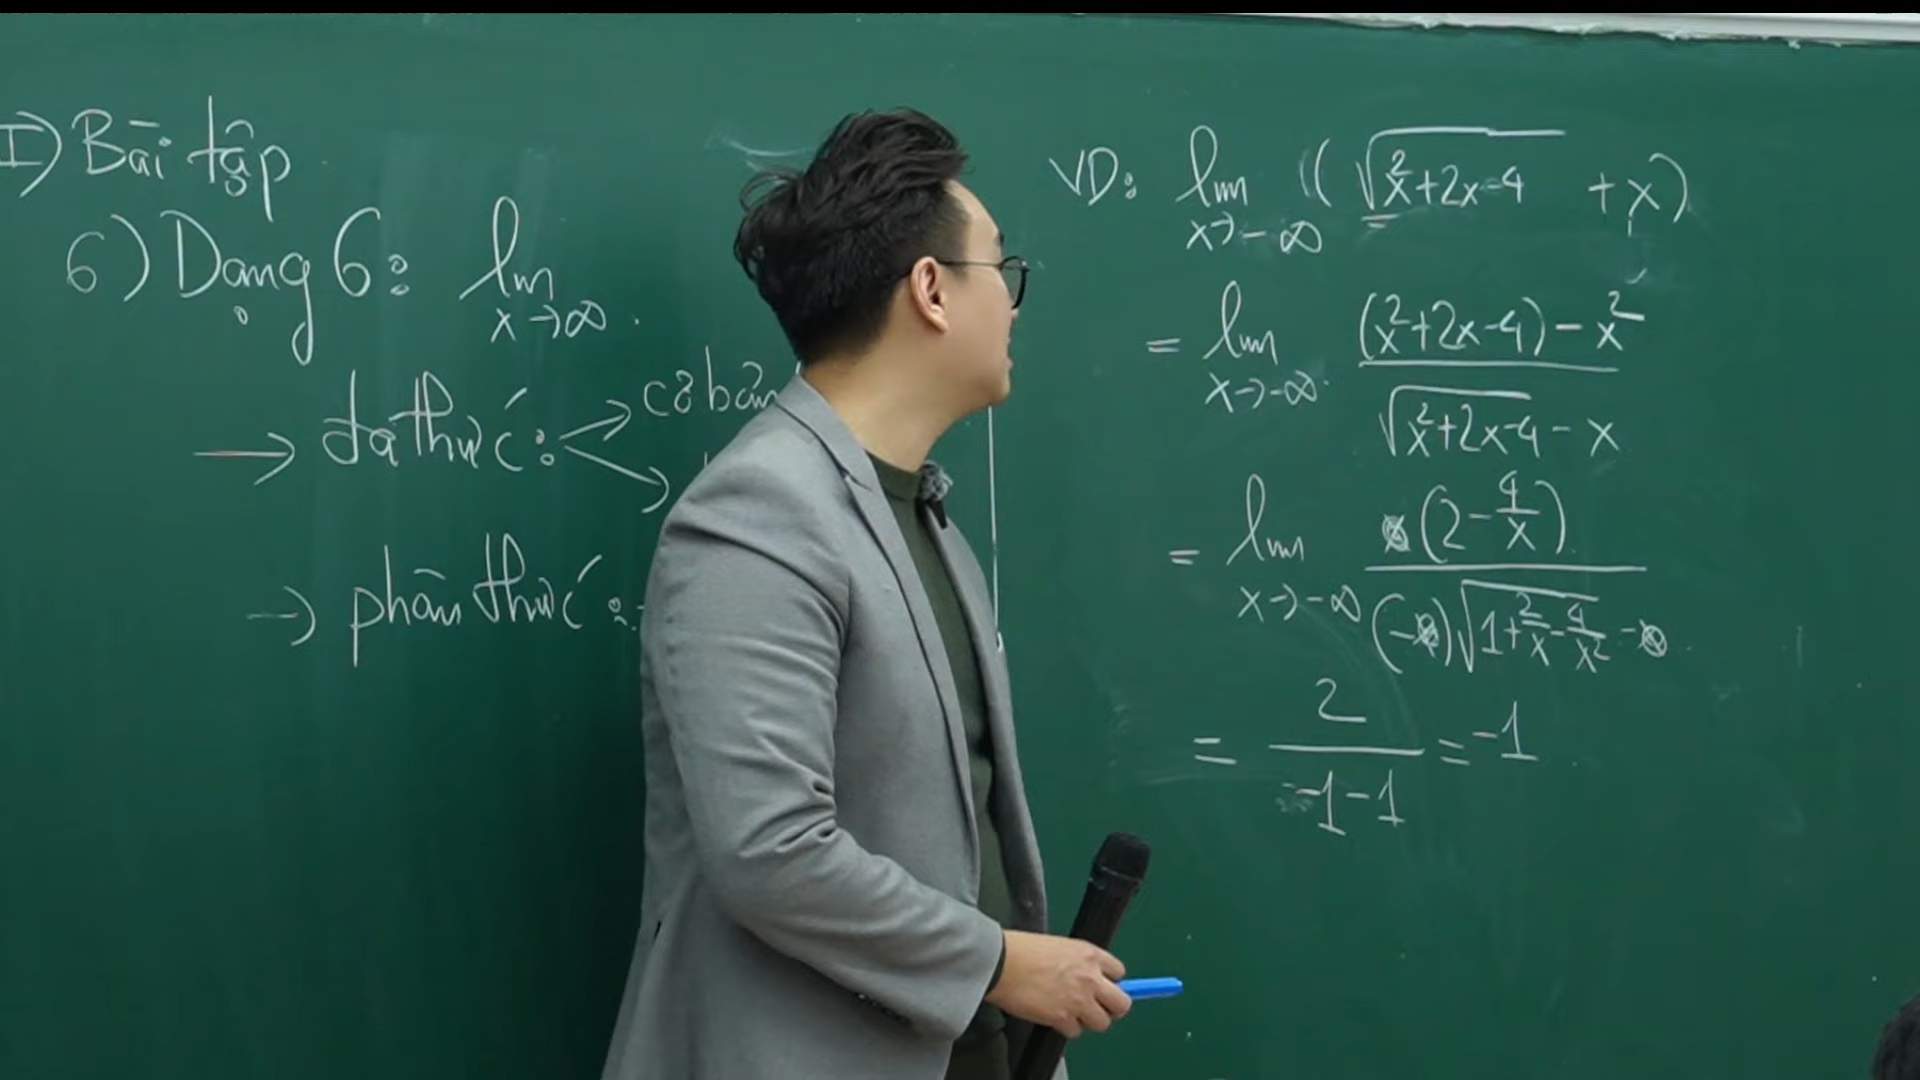 I) Bài tập
6) Dạng 6: lim
x→∞.
→ đa thức: → cơ bản
→ phân thức:
VD: lim ((√x²+2x-4 + x)
x→-∞
= lim (x²+2x-4) - x²
x→-∞ √x²+2x-4 - x
= lim (2 - 4/x)
x→-∞ (-)√1+2/x-4/x² -
= 2/-1-1 = -1